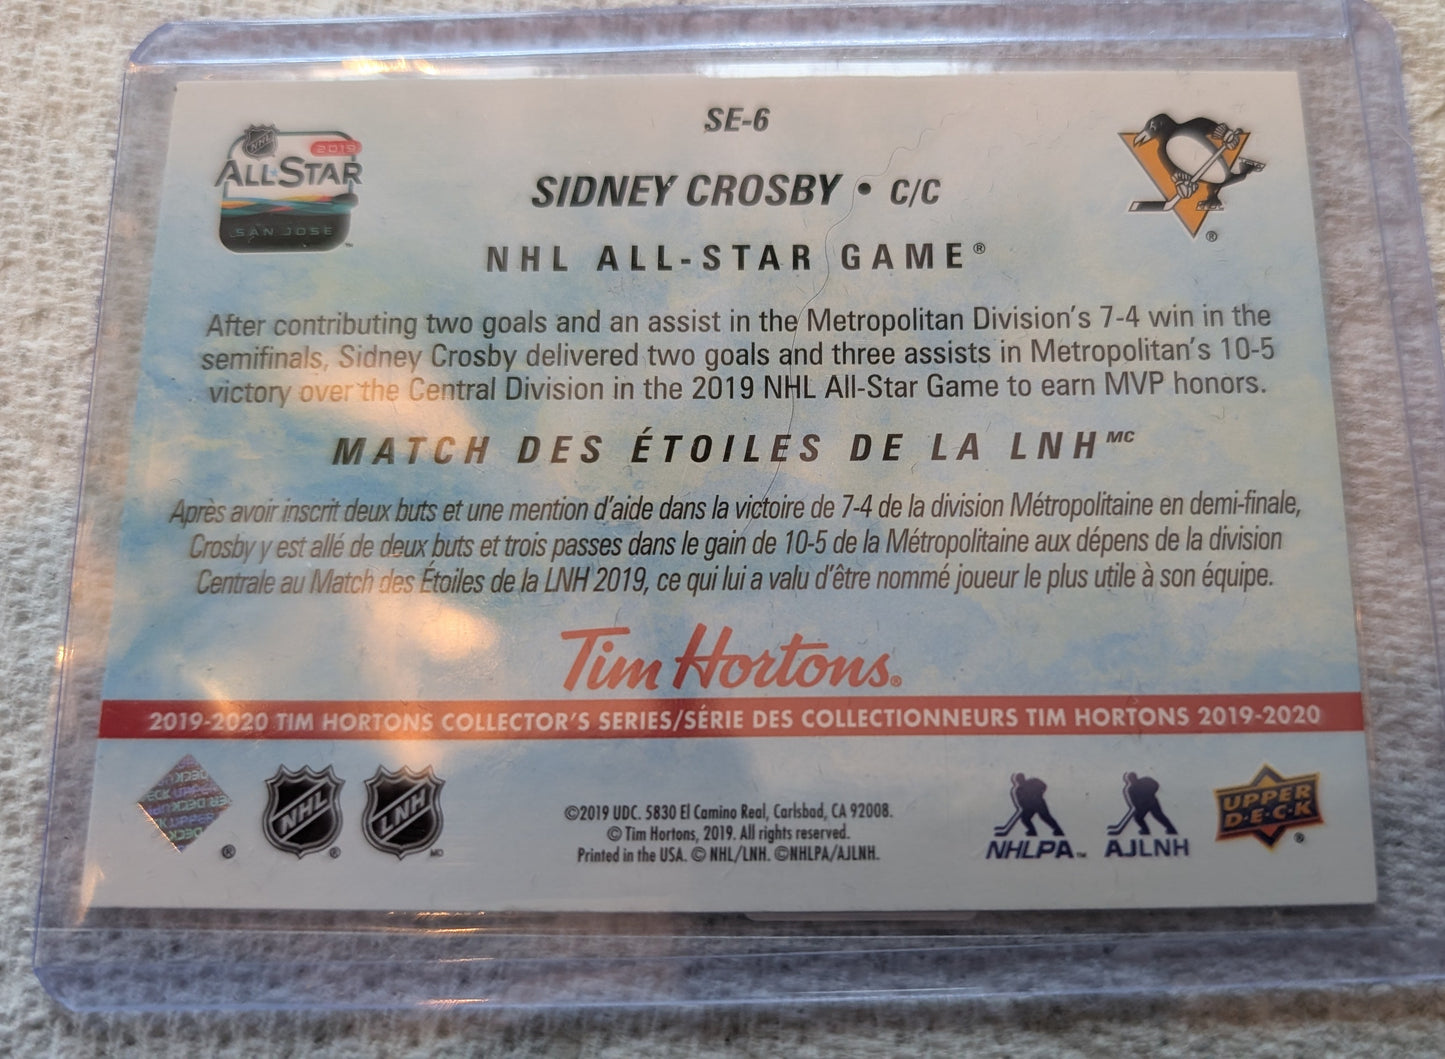 SE-6
NHL
2019
ALL★STAR
SAN JOSE
™
SIDNEY CROSBY • C/C
®
NHL ALL-STAR GAME®
After contributing two goals and an assist in the Metropolitan Division's 7-4 win in the
semifinals, Sidney Crosby delivered two goals and three assists in Metropolitan's 10-5
victory over the Central Division in the 2019 NHL All-Star Game to earn MVP honors.
MATCH DES ÉTOILES DE LA LNH MC
Après avoir inscrit deux buts et une mention d'aide dans la victoire de 7-4 de la division Métropolitaine en demi-finale,
Crosby y est allé de deux buts et trois passes dans le gain de 10-5 de la Métropolitaine aux dépens de la division
Centrale au Match des Étoiles de la LNH 2019, ce qui lui a valu d'être nommé joueur le plus utile à son équipe.
Tim Hortons®
2019-2020 TIM HORTONS COLLECTOR'S SERIES/SÉRIE DES COLLECTIONNEURS TIM HORTONS 2019-2020
®
NHL ®
LNH MD
©2019 UDC. 5830 El Camino Real, Carlsbad, CA 92008.
© Tim Hortons, 2019. All rights reserved.
Printed in the USA. © NHL/LNH. ©NHLPA/AJLNH.
NHLPA™
AJLNH
UPPER
D·E·C·K
®